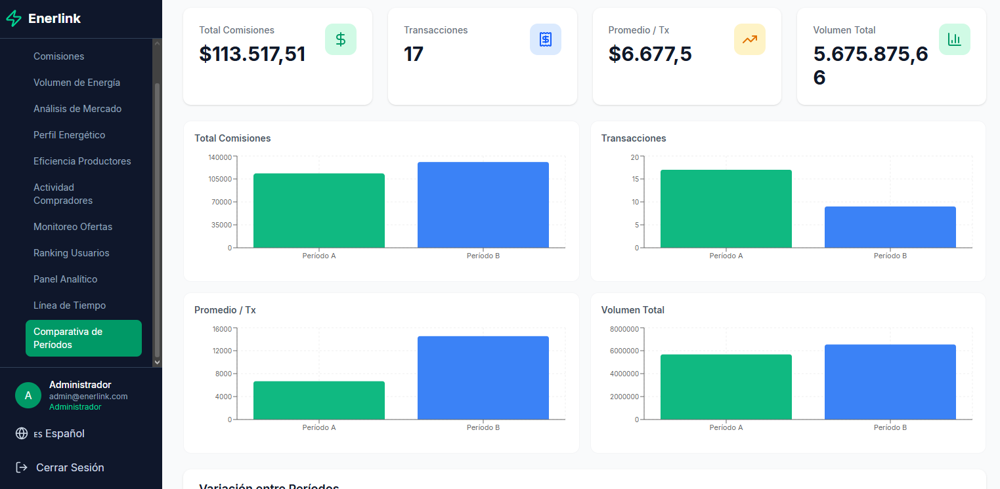 Enerlink
Comisiones
Volumen de Energía
Análisis de Mercado
Perfil Energético
Eficiencia Productores
Actividad
Compradores
Monitoreo Ofertas
Ranking Usuarios
Panel Analítico
Línea de Tiempo
Comparativa de
Períodos
A
Administrador
admin@enerlink.com
Administrador
ES Español
Cerrar Sesión
Total Comisiones
$113.517,51
Transacciones
17
Promedio / Tx
$6.677,5
Volumen Total
5.675.875,6
6
Total Comisiones
140000
105000
70000
35000
0
Período A
Período B
Transacciones
20
15
10
5
0
Período A
Período B
Promedio / Tx
16000
12000
8000
4000
0
Período A
Período B
Volumen Total
8000000
6000000
4000000
2000000
0
Período A
Período B
Variación entre Períodos